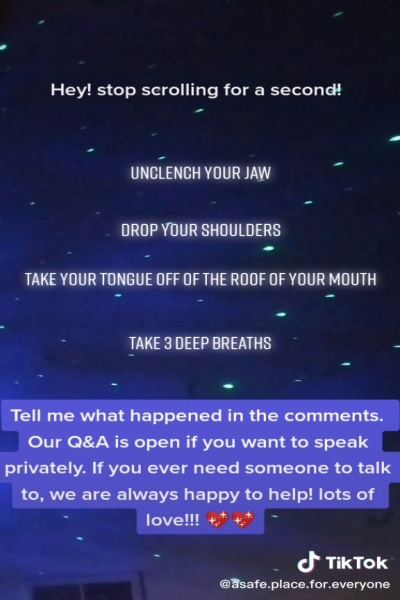 Hey! stop scrolling for a second!
UNCLENCH YOUR JAW
DROP YOUR SHOULDERS
TAKE YOUR TONGUE OFF OF THE ROOF OF YOUR MOUTH
TAKE 3 DEEP BREATHS
Tell me what happened in the comments.
Our Q&A is open if you want to speak
privately. If you ever need someone to talk
to, we are always happy to help! lots of
love!!! 💖💖
TikTok
@asafe.place.for.everyone